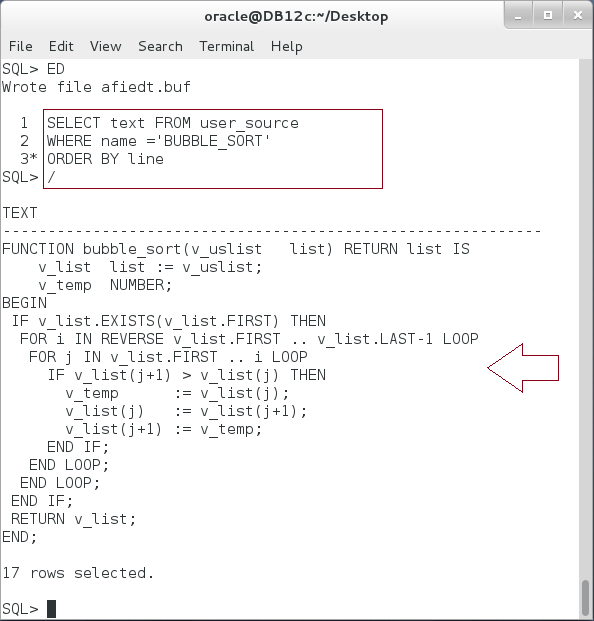 oracle@DB12c:~/Desktop
File Edit View Search Terminal Help
SQL> ED
Wrote file afiedt.buf
  1  SELECT text FROM user_source
  2  WHERE name ='BUBBLE_SORT'
  3* ORDER BY line
SQL> /
TEXT
------------------------------------------------------------
FUNCTION bubble_sort(v_uslist   list) RETURN list IS
    v_list  list := v_uslist;
    v_temp  NUMBER;
BEGIN
 IF v_list.EXISTS(v_list.FIRST) THEN
  FOR i IN REVERSE v_list.FIRST .. v_list.LAST-1 LOOP
   FOR j IN v_list.FIRST .. i LOOP
     IF v_list(j+1) > v_list(j) THEN
       v_temp      := v_list(j);
       v_list(j)   := v_list(j+1);
       v_list(j+1) := v_temp;
     END IF;
   END LOOP;
  END LOOP;
 END IF;
 RETURN v_list;
END;
17 rows selected.
SQL>